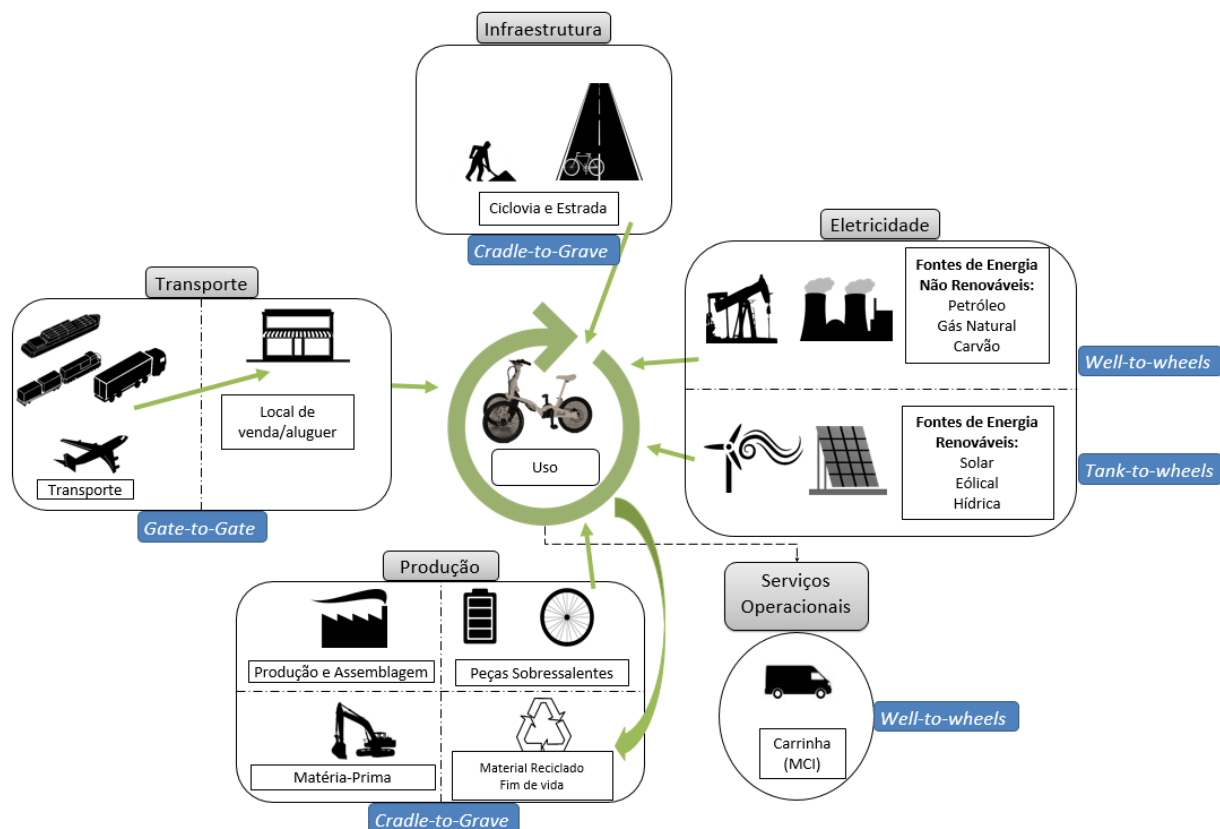 Infraestrutura
Ciclovia e Estrada
Cradle-to-Grave
Transporte
Local de
venda/aluguer
Transporte
Gate-to-Gate
Eletricidade
Fontes de Energia
Não Renováveis:
Petróleo
Gás Natural
Carvão
Well-to-wheels
Fontes de Energia
Renováveis:
Solar
Eólical
Hídrica
Tank-to-wheels
Uso
Produção
Produção e Assemblagem
Peças Sobressalentes
Matéria-Prima
Material Reciclado
Fim de vida
Cradle-to-Grave
Serviços
Operacionais
Carrinha
(MCI)
Well-to-wheels